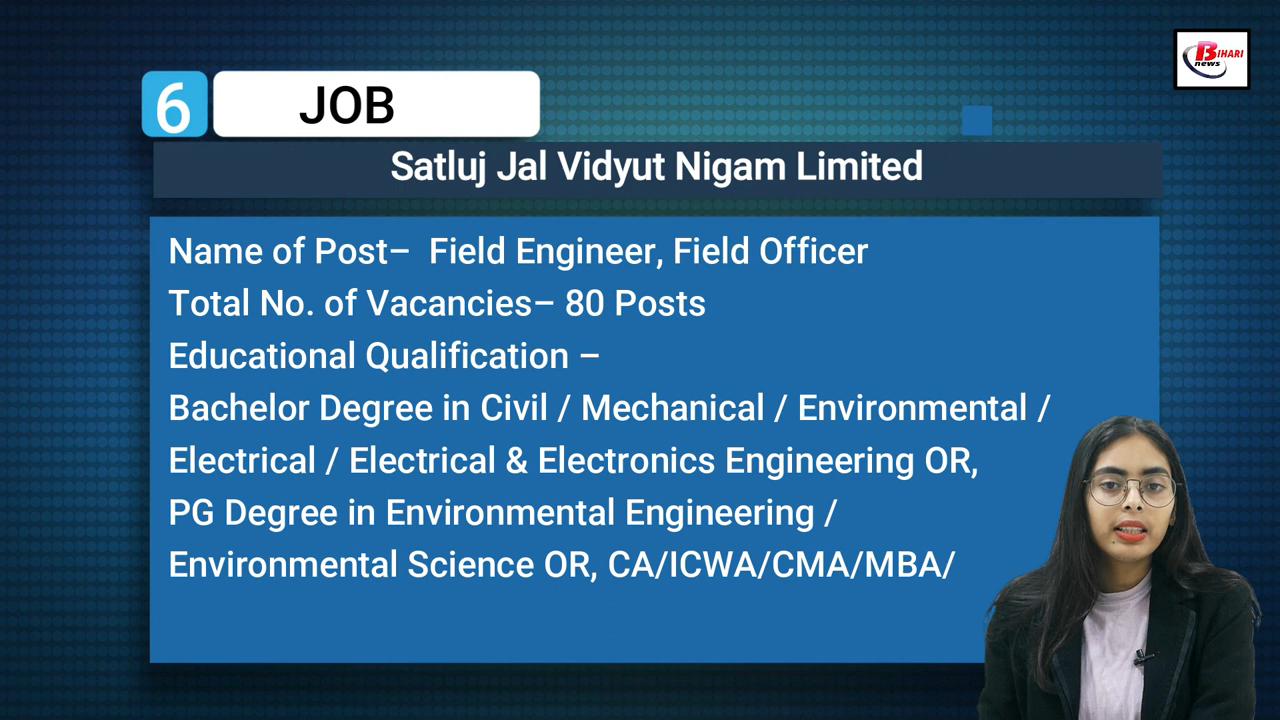 BIHARI
news
6 JOB
Satluj Jal Vidyut Nigam Limited
Name of Post– Field Engineer, Field Officer
Total No. of Vacancies– 80 Posts
Educational Qualification –
Bachelor Degree in Civil / Mechanical / Environmental /
Electrical / Electrical & Electronics Engineering OR,
PG Degree in Environmental Engineering /
Environmental Science OR, CA/ICWA/CMA/MBA/